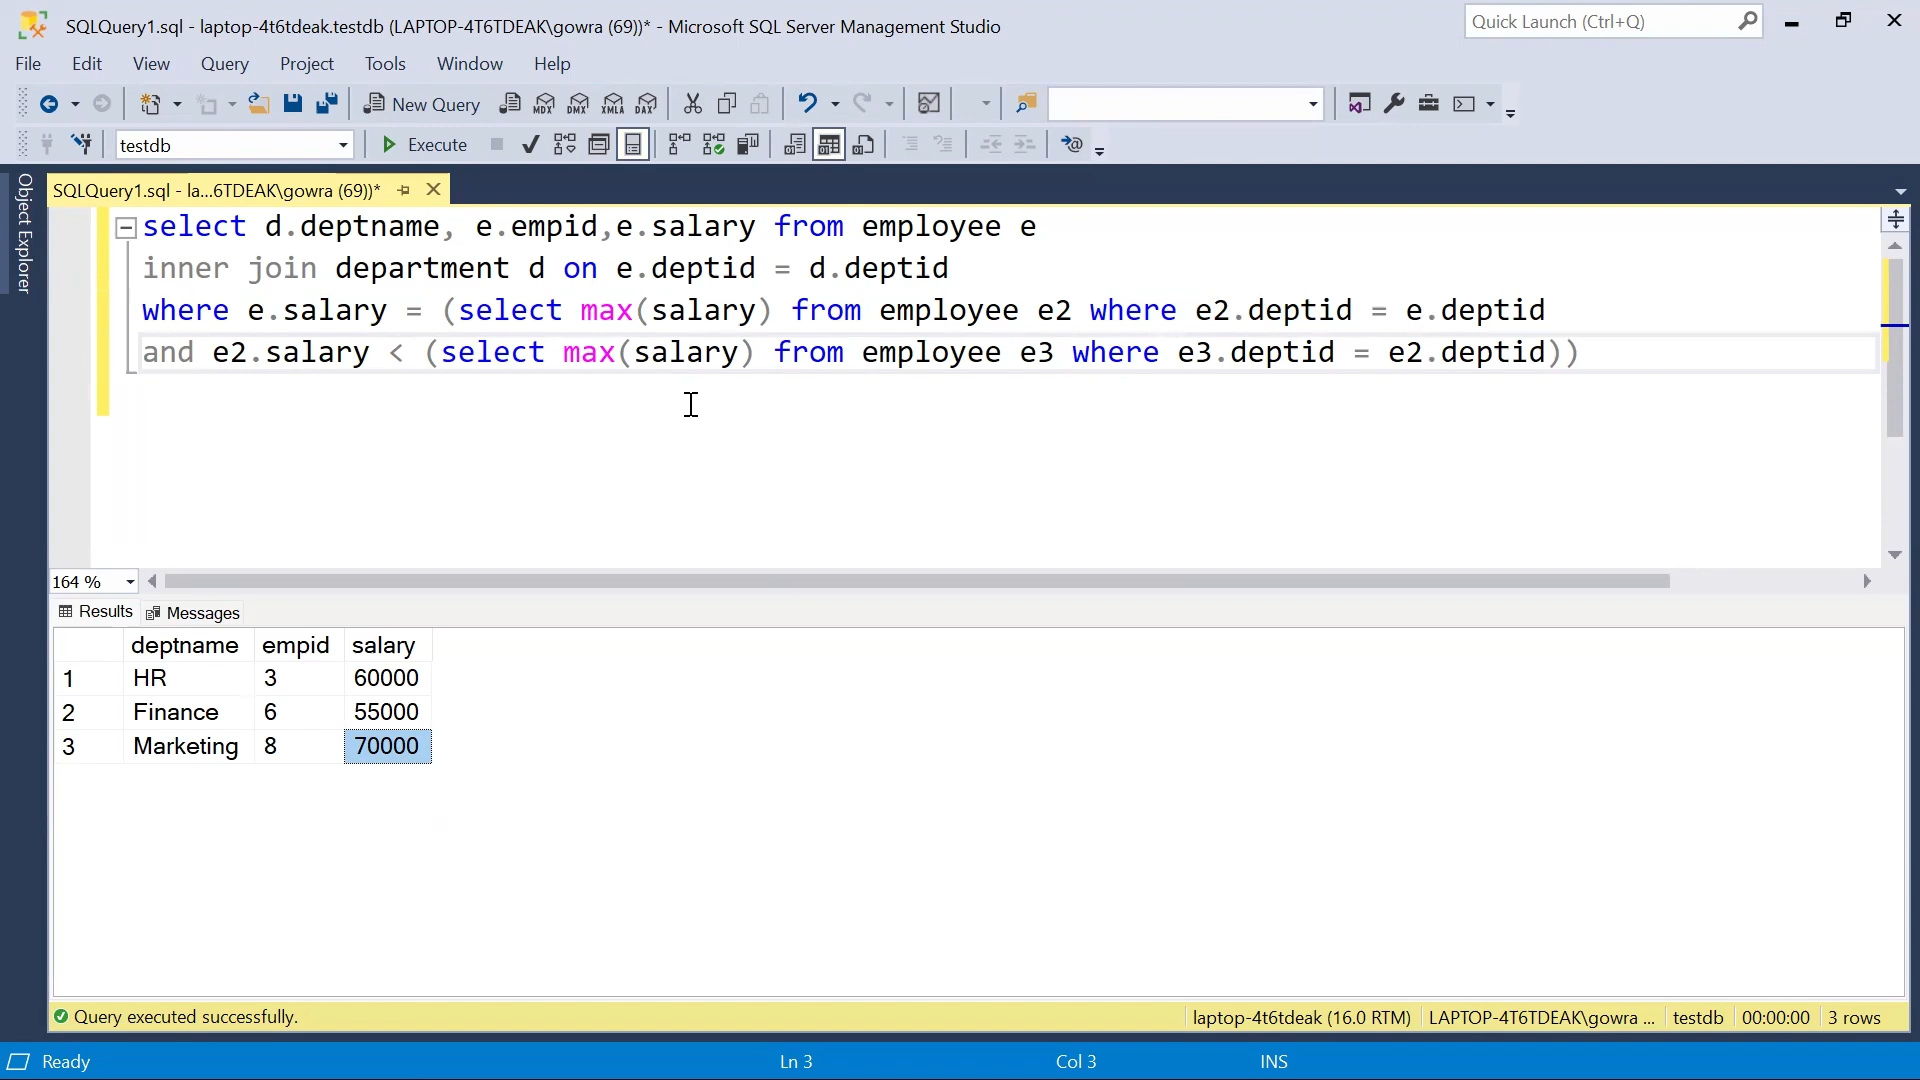 SQLQuery1.sql - laptop-4t6tdeak.testdb (LAPTOP-4T6TDEAK\gowra (69))* - Microsoft SQL Server Management Studio
Quick Launch (Ctrl+Q)
File Edit View Query Project Tools Window Help
New Query MDX DMX XMLA DAX
testdb Execute
Object Explorer
SQLQuery1.sql - la...6TDEAK\gowra (69))*
select d.deptname, e.empid,e.salary from employee e
inner join department d on e.deptid = d.deptid
where e.salary = (select max(salary) from employee e2 where e2.deptid = e.deptid
and e2.salary < (select max(salary) from employee e3 where e3.deptid = e2.deptid))
164 %
Results Messages
deptname empid salary
1 HR 3 60000
2 Finance 6 55000
3 Marketing 8 70000
Query executed successfully. laptop-4t6tdeak (16.0 RTM) LAPTOP-4T6TDEAK\gowra ... testdb 00:00:00 3 rows
Ready Ln 3 Col 3 INS